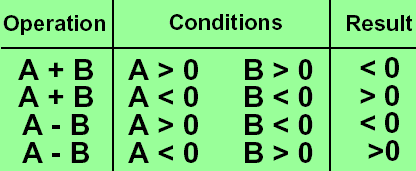 Operation Conditions Result
A + B A > 0 B > 0 < 0
A + B A < 0 B < 0 > 0
A - B A > 0 B < 0 < 0
A - B A < 0 B > 0 >0